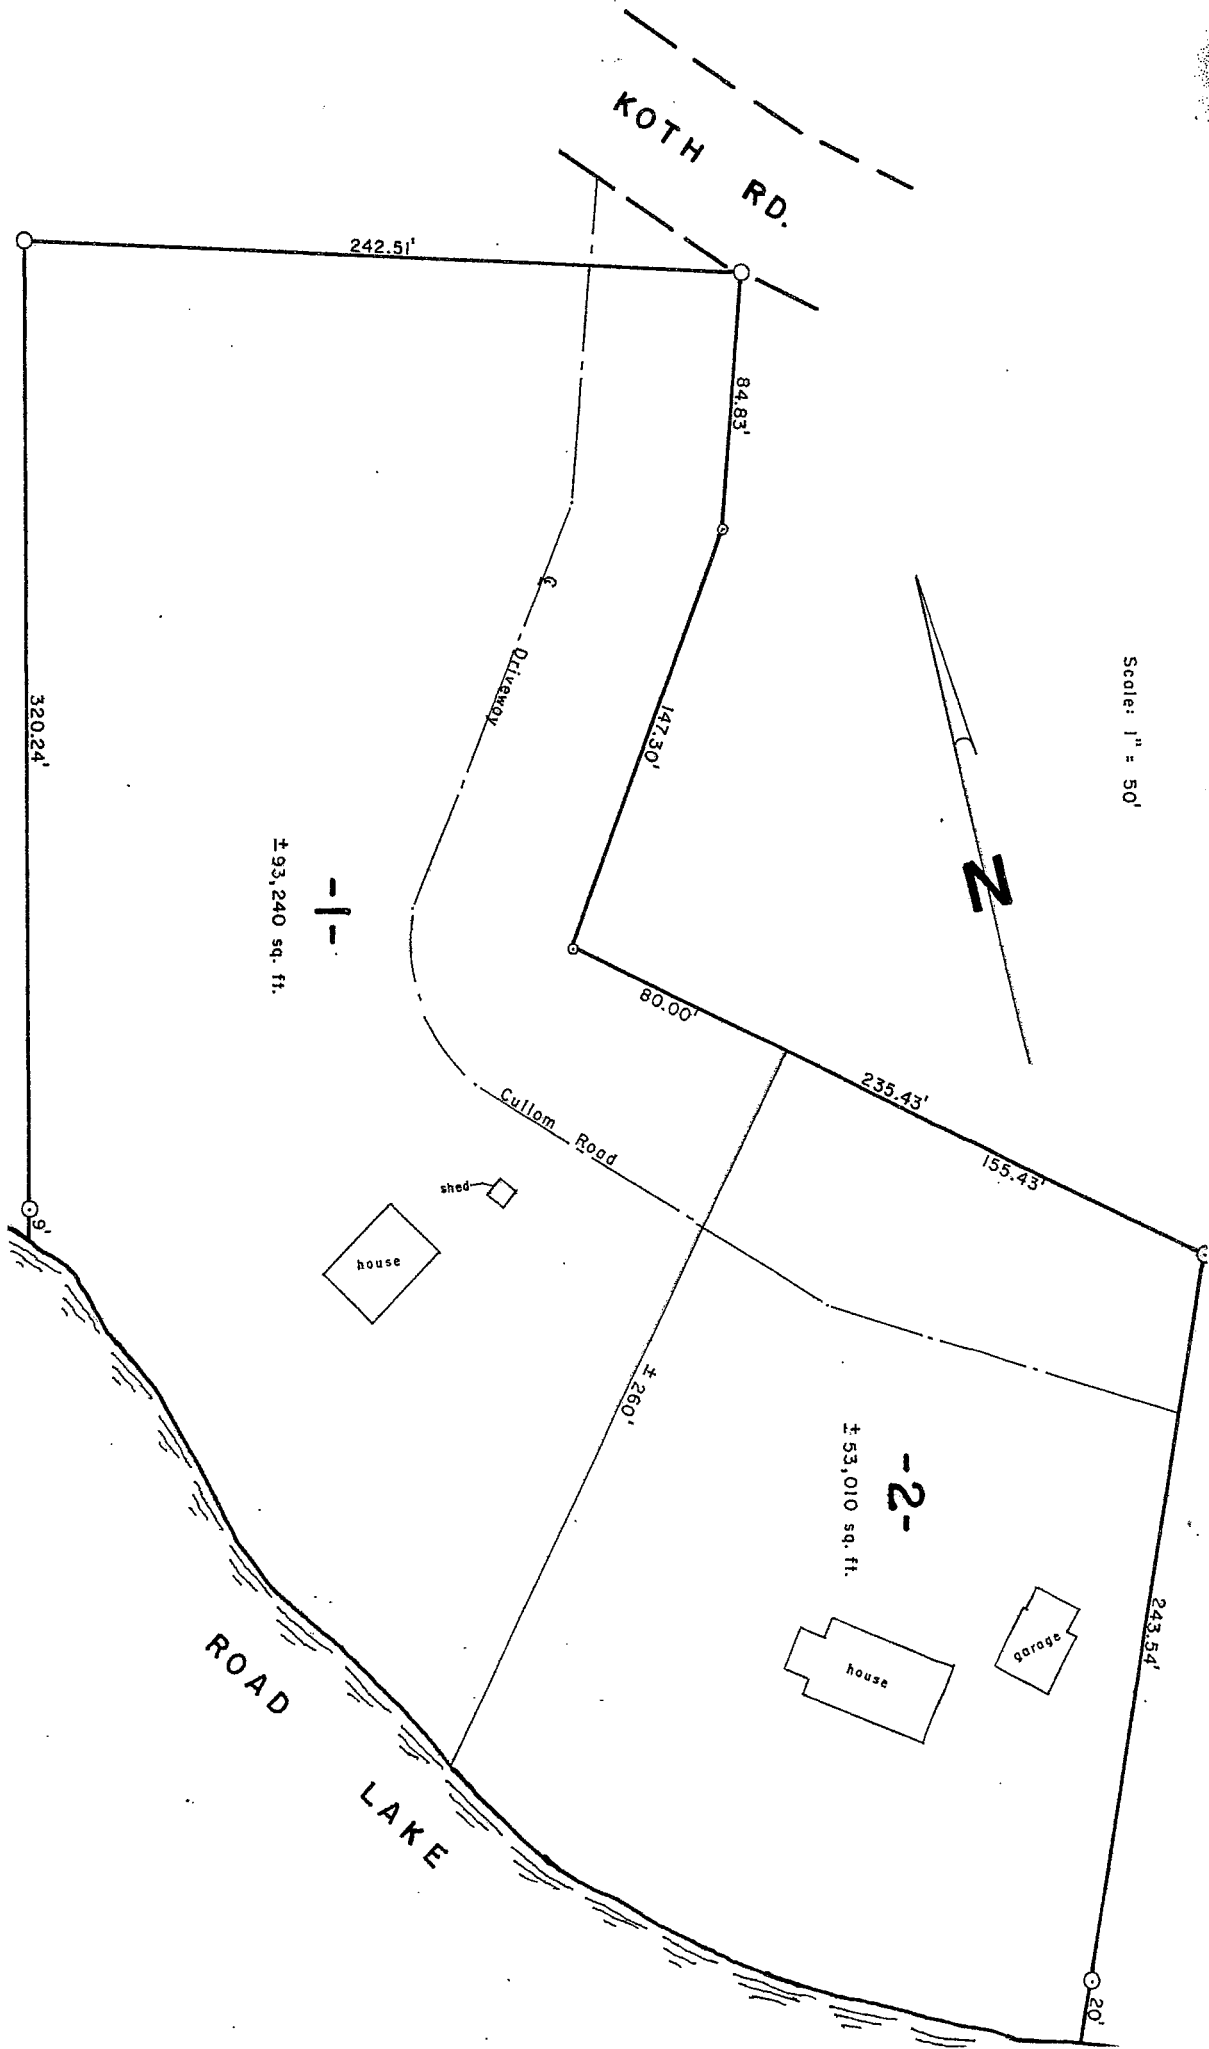 KOTH RD.
242.51'
84.83'
Scale: 1" = 50'
℄
Driveway
147.30'
320.24'
N
-1-
±93,240 sq. ft.
80.00'
235.43'
155.43'
Cullom Road
shed
house
9'
±260'
-2-
±53,010 sq. ft.
garage
243.54'
house
ROAD LAKE
20'